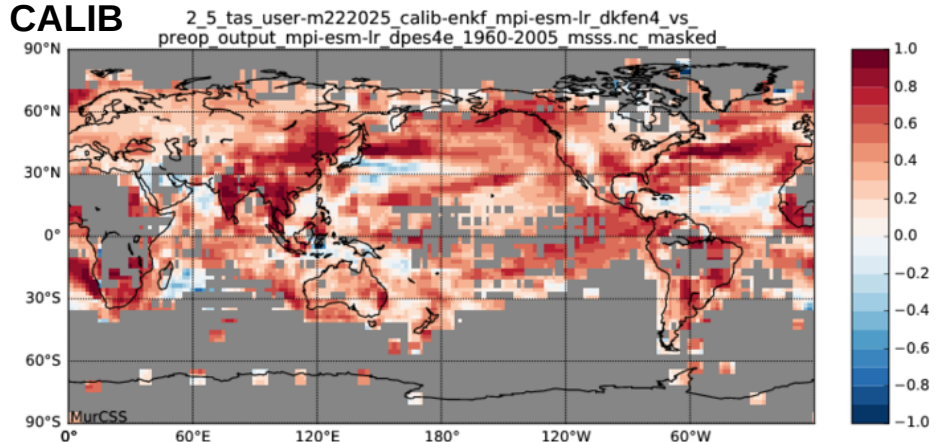 CALIB
2_5_tas_user-m222025_calib-enkf_mpi-esm-lr_dkfen4_vs_
preop_output_mpi-esm-lr_dpes4e_1960-2005_msss.nc_masked_
90°N
60°N
30°N
0°
30°S
60°S
90°S
MurCSS
0° 60°E 120°E 180° 120°W 60°W
1.0
0.8
0.6
0.4
0.2
0.0
−0.2
−0.4
−0.6
−0.8
−1.0